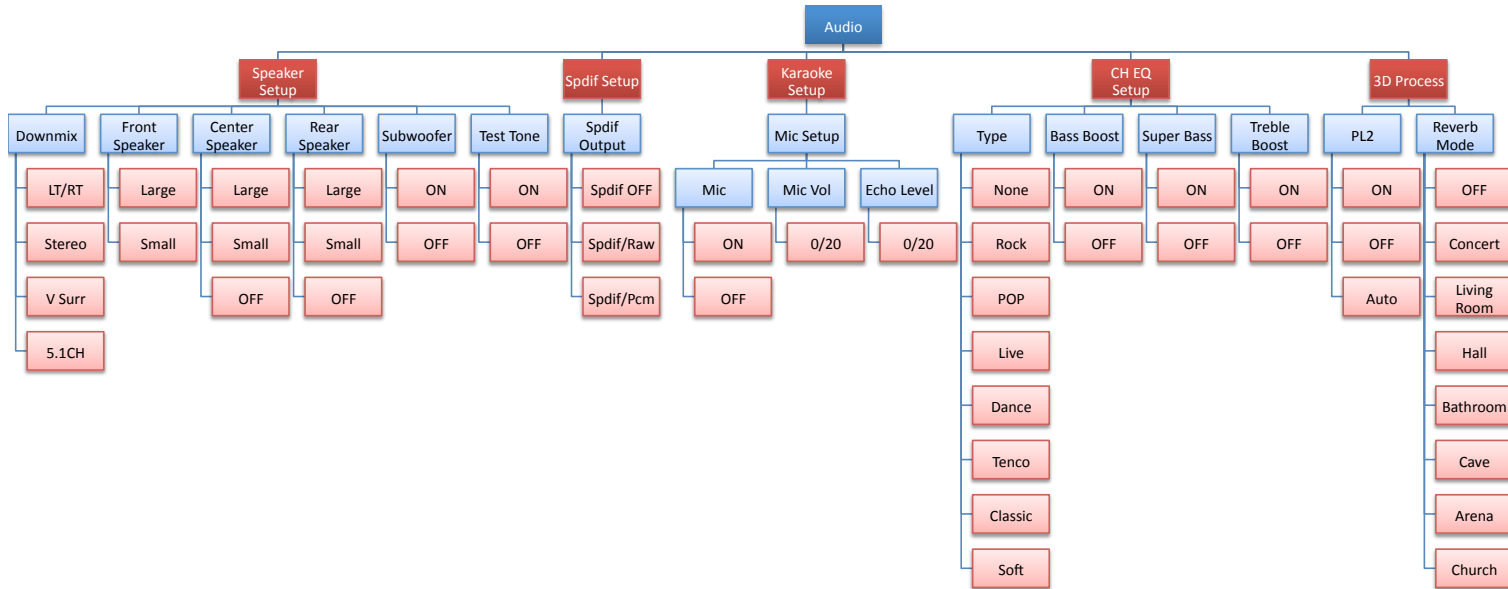 Audio
Speaker
Setup
Spdif Setup
Karaoke
Setup
CH EQ
Setup
3D Process
Downmix
Front
Speaker
Center
Speaker
Rear
Speaker
Subwoofer
Test Tone
Spdif
Output
Mic Setup
Type
Bass Boost
Super Bass
Treble
Boost
PL2
Reverb
Mode
LT/RT
Large
Large
Large
ON
ON
Spdif OFF
Mic
Mic Vol
Echo Level
None
ON
ON
ON
ON
OFF
Stereo
Small
Small
Small
OFF
OFF
Spdif/Raw
ON
0/20
0/20
Rock
OFF
OFF
OFF
OFF
Concert
V Surr
OFF
OFF
Spdif/Pcm
OFF
POP
Auto
Living
Room
5.1CH
Live
Hall
Dance
Bathroom
Tenco
Cave
Classic
Arena
Soft
Church